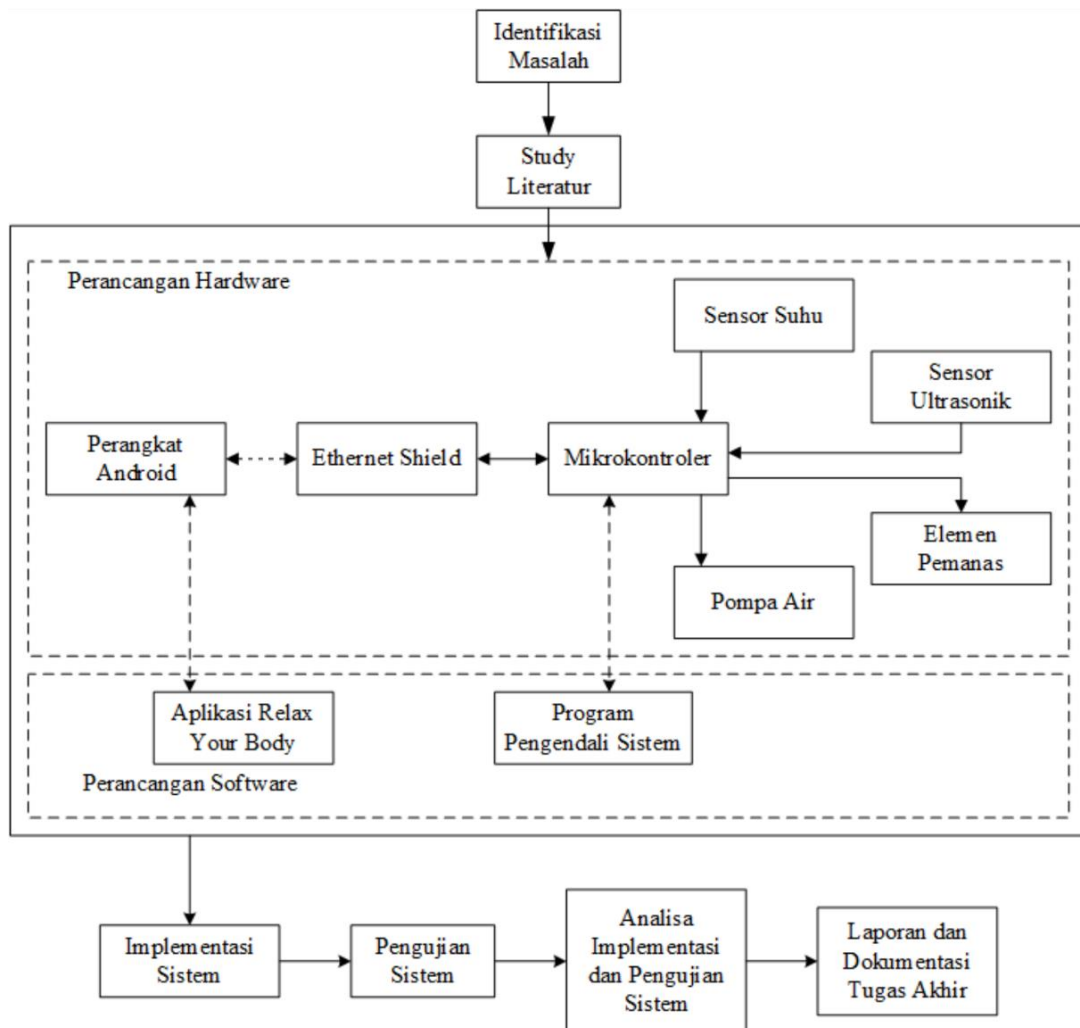 Identifikasi
Masalah
Study
Literatur
Perancangan Hardware
Sensor Suhu
Sensor
Ultrasonik
Perangkat
Android
Ethernet Shield
Mikrokontroler
Elemen
Pemanas
Pompa Air
Aplikasi Relax
Your Body
Program
Pengendali Sistem
Perancangan Software
Implementasi
Sistem
Pengujian
Sistem
Analisa
Implementasi
dan Pengujian
Sistem
Laporan dan
Dokumentasi
Tugas Akhir